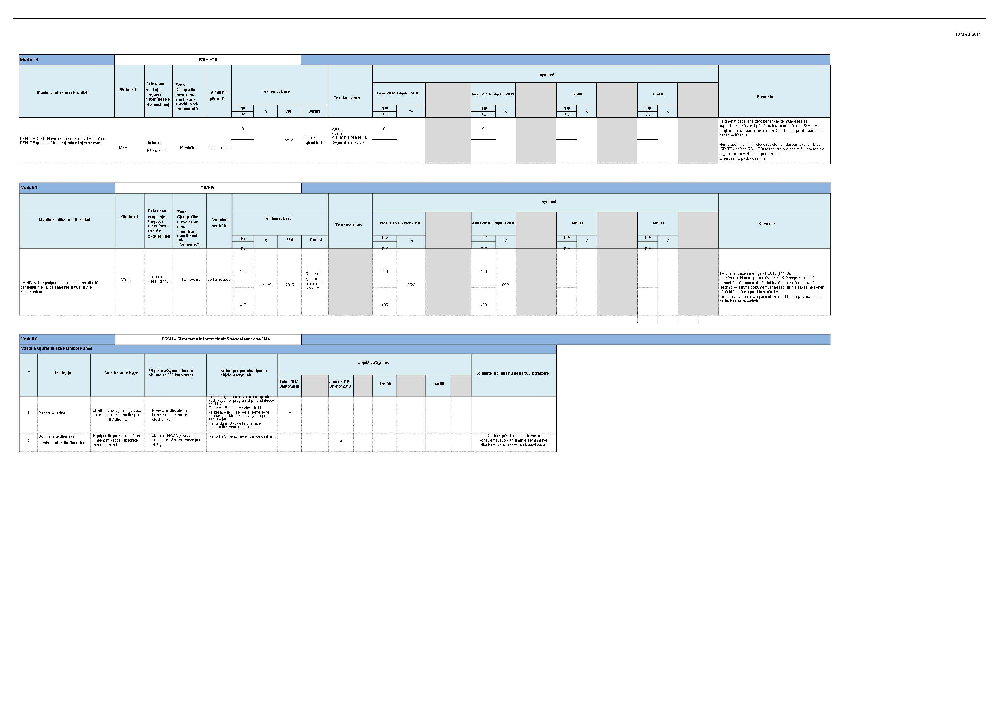 10 March 2014
Moduli 6
RSHI-TB
Mbulimi/Indikatori i Rezultatit
Përfituesi
Është nën-
set i një
treguesi
tjetër (nëse e
zbatueshme)
Zona
Gjeografike
(nëse nën-
kombëtare,
specifiko tek
“Komentet”)
Kumulimi
për AFD
Të dhënat Bazë
N#
D#
%
Viti
Burimi
Të ndara sipas
Synimet
Tetor 2017- Dhjetor 2018
Janar 2019 - Dhjetor 2019
Jan-00
Jan-00
N #
D #
%
N #
D #
%
N #
D #
%
N #
D #
%
Komente
RSHI-TB 3 (M): Numri i rasteve me RR-TB dhe/ose
RSHI-TB që kanë filluar trajtimin e linjës së dytë
MSH
Ju lutem
përzgjidhni...
Kombëtare
Jo-kumuluese
0
2015
Karta e
trajtimit te TB
Gjinia
Mosha
Mjekimet e reja te TB
Regjimet e shkurtra
0
5
Të dhënat bazë janë zero për shkak të mungesës së
kapaciteteve në vend për të trajtuar pacientët me RSHI-TB.
Trajtimi i tre (3) pacientëve me RSHI-TB që nga viti i parë do të
bëhet në Kosovë.
Numëruesi: Numri i rasteve rezistente ndaj barnave të TB-së
(RR-TB dhe/ose RSHI-TB) të regjistruara dhe të filluara me një
regjim trajtimi RSHI-TB i përshkruar.
Emëruesi: E pazbatueshme
Moduli 7
TB/HIV
Mbulimi/Indikatori i Rezultatit
Përfituesi
Është nën-
grup i një
treguesi
tjetër (nëse
është e
zbatueshme)
Zona
Gjeografike
(nëse është
nën-
kombëtare,
specifikoni
tek
“Komentet”)
Kumulimi
për AFD
Të dhënat Bazë
N#
D#
%
Viti
Burimi
Të ndara sipas
Synimet
Tetor 2017-Dhjetor 2018
Janar 2019 - Dhjetor 2019
Jan-00
Jan-00
N #
D #
%
N #
D #
%
N #
D #
%
N #
D #
%
Komente
TB/HIV-5: Përqindja e pacientëve të rinj dhe të
përsëritur me TB që kanë një status HIV të
dokumentuar.
MSH
Ju lutem
përzgjidhni...
Kombëtare
Jo-kumuluese
183
415
44.1%
2015
Raportet
vjetore
të sistemit
R&R TB
240
435
55%
400
450
89%
Të dhënat bazë janë nga viti 2015 (PKTB).
Numëruesi: Numri i pacientëve me TB të regjistruar gjatë
periudhës së raportimit, të cilët kanë pasur një rezultat të
testimit për HIV të dokumentuar në regjistrin e TB-së në kohën
që është bërë diagnostikimi për TB.
Emëruesi: Numri total i pacientëve me TB të regjistruar gjatë
periudhës së raportimit.
Moduli 8
FSSH – Sistemet e Informacionit Shëndetësor dhe M&V
Masat e Gjurmimit të Planit të Punës
#
Ndërhyrja
Veprimtaritë Kyçe
Objektiva/Synime (jo më
shumë se 200 karaktere)
Kriteri për përmbushjen e
objektivit/synimit
Objektiva/Synime
Tetor 2017-
Dhjetor2018
Janar 2019 -
Dhjetor 2019
Jan-00
Jan-00
Komente (jo më shumë se 500 karaktere)
1
Raportimi rutinë
Zhvillimi dhe krijimi i një baze
të dhënash elektronike për
HIV dhe TB
Projektimi dhe zhvillimi i
bazës së të dhënave
elektronike
Fillimi: Futja e një sistemi unik qendror
kodifikues për programet parandaluese
për HIV
Progresi: Është bërë vlerësimi i
kërkesave të TI-se për sisteme të të
dhënave elektronike të veçanta për
sëmundjet
Përfunduar: Baza e të dhënave
elektronike është funksionale
x
4
Burimet e të dhënave
administrative dhe financiare
Ngritja e llogarive kombëtare
shpenzimi / llogari specifike
sipas sëmundjes
Zbatimi i NASA (Vlerësimi
Kombëtar i Shpenzimeve për
SIDA)
Raporti i Shpenzimeve i disponueshëm
x
Objektivi përfshin kontraktimin e
konsulentëve, organizimin e seminareve
dhe hartimin e raportit të shpenzimeve